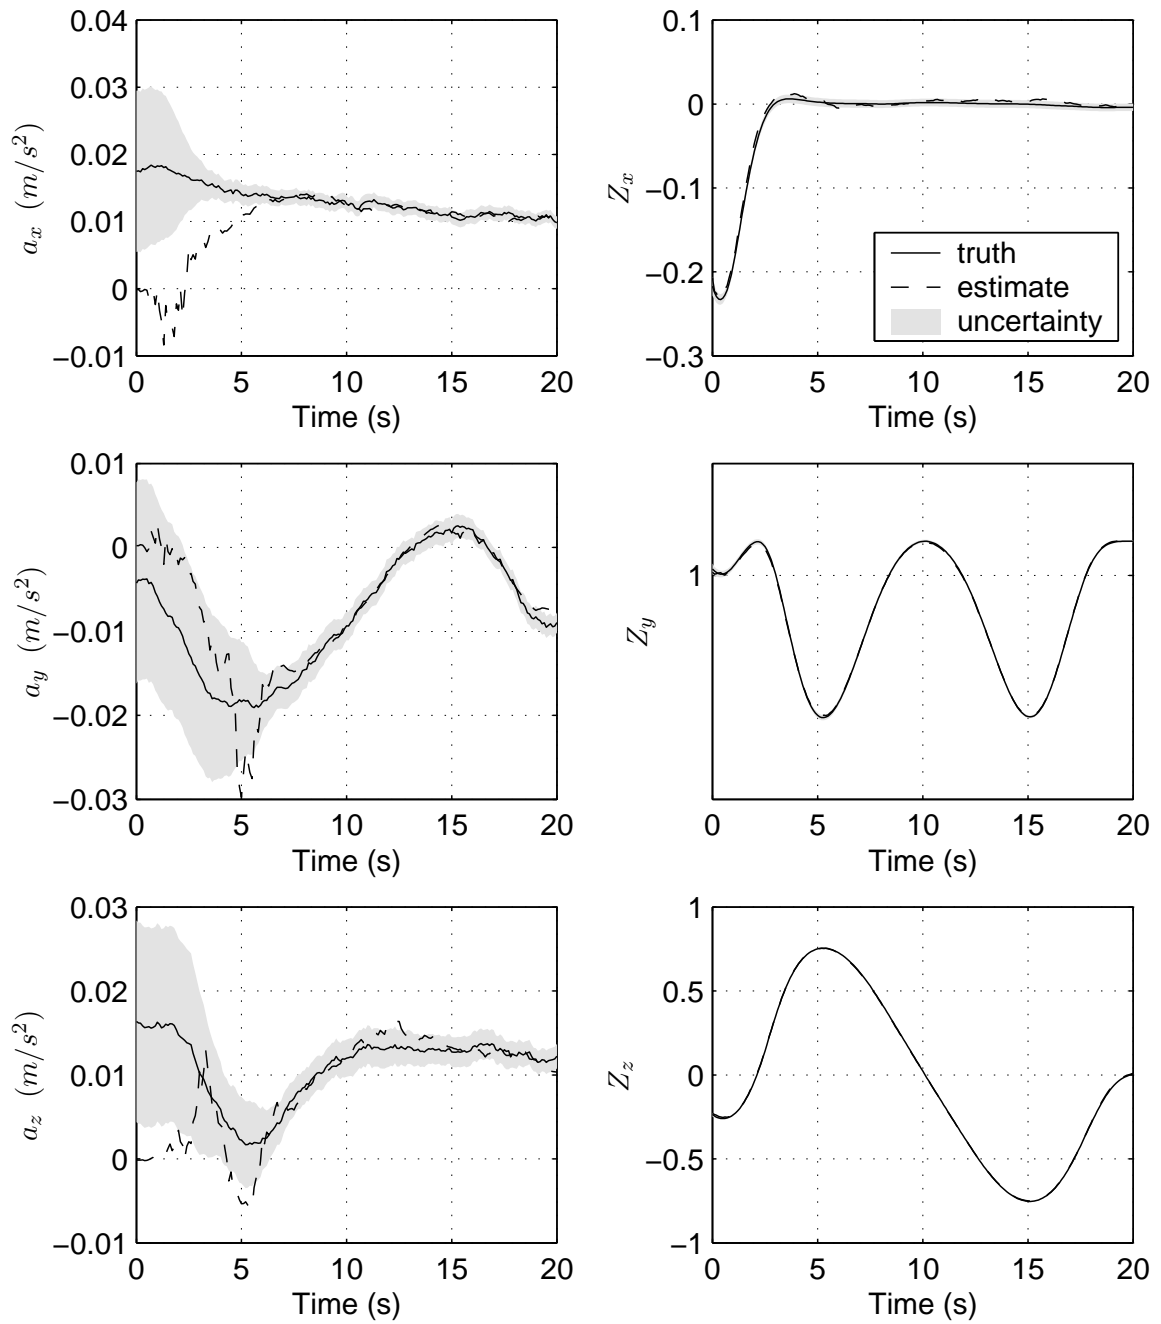 0.04
0.03
0.02
0.01
0
−0.01
a_x (m/s^2)
0 5 10 15 20
Time (s)
0.1
0
−0.1
−0.2
−0.3
Z_x
truth
estimate
uncertainty
0 5 10 15 20
Time (s)
0.01
0
−0.01
−0.02
−0.03
a_y (m/s^2)
0 5 10 15 20
Time (s)
1
Z_y
0 5 10 15 20
Time (s)
0.03
0.02
0.01
0
−0.01
a_z (m/s^2)
0 5 10 15 20
Time (s)
1
0.5
0
−0.5
−1
Z_z
0 5 10 15 20
Time (s)